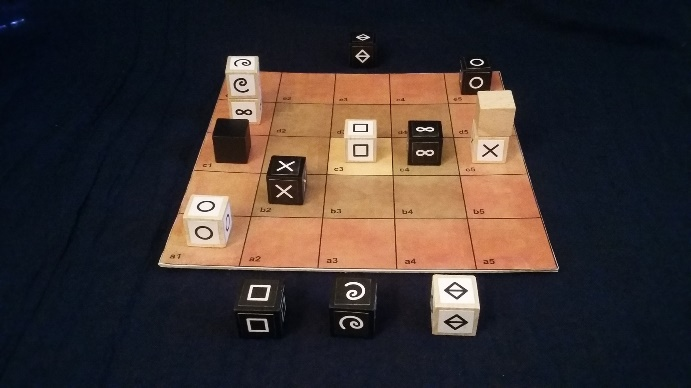 e2 e3 e4 e5
d2 d5
c1 c3 c4 c5
b2 b3 b4 b5
a1 a2 a3 a4 a5